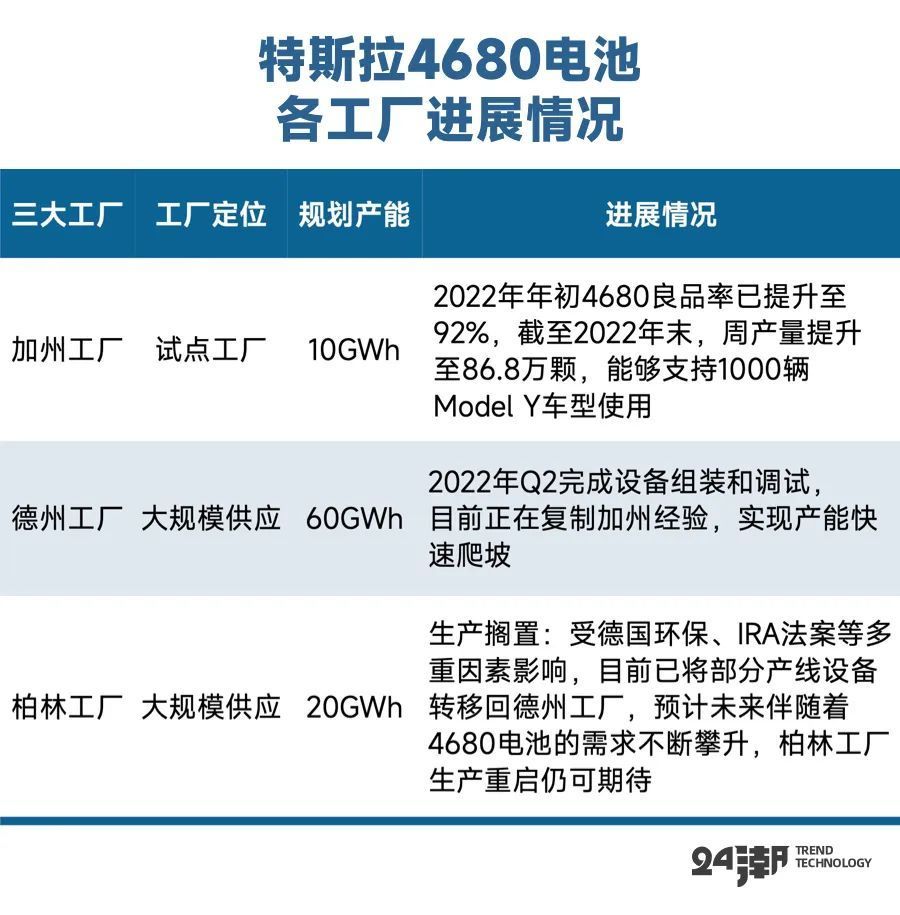 特斯拉4680电池
各工厂进展情况
三大工厂 工厂定位 规划产能 进展情况
加州工厂 试点工厂 10GWh
2022年年初4680良品率已提升至
92%，截至2022年末，周产量提升
至86.8万颗，能够支持1000辆
Model Y车型使用
德州工厂 大规模供应 60GWh
2022年Q2完成设备组装和调试，
目前正在复制加州经验，实现产能快
速爬坡
柏林工厂 大规模供应 20GWh
生产搁置：受德国环保、IRA法案等多
重因素影响，目前已将部分产线设备
转移回德州工厂，预计未来伴随着
4680电池的需求不断攀升，柏林工厂
生产重启仍可期待
24潮 TREND
TECHNOLOGY